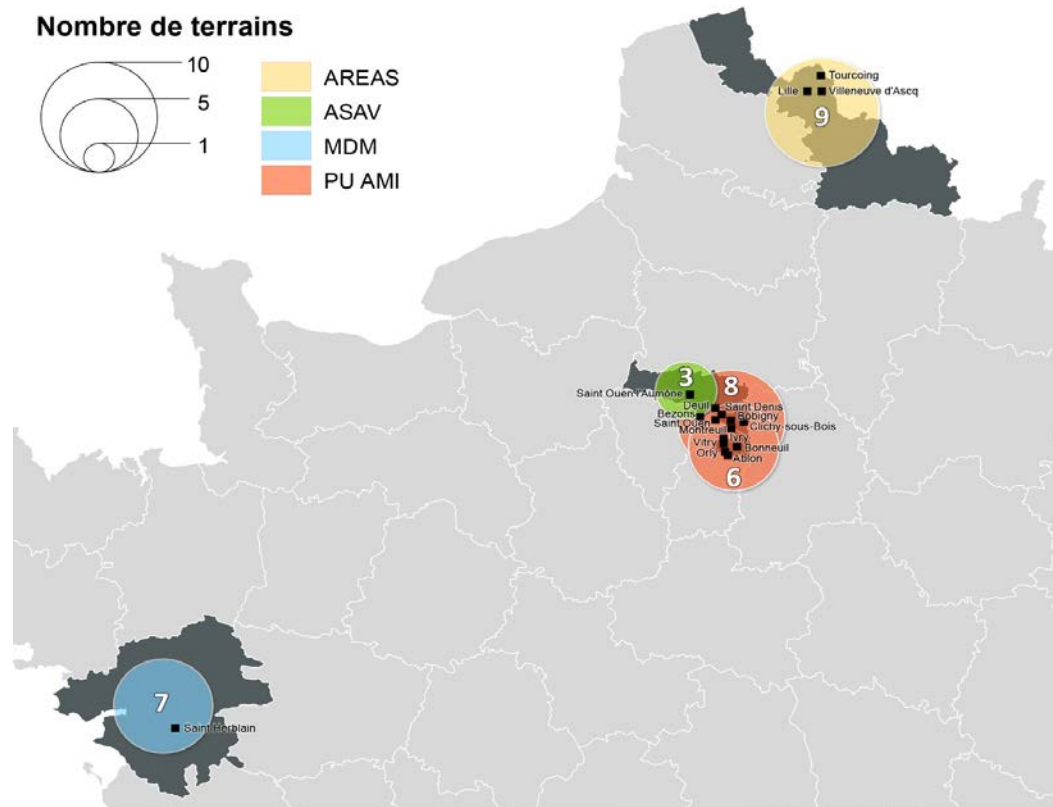 Nombre de terrains
10
5
1
AREAS
ASAV
MDM
PU AMI
Tourcoing
Lille
Villeneuve d'Ascq
9
3
8
Saint Ouen l'Aumône
Deuil
Saint Denis
Bezons
Bobigny
Saint Ouen
Clichy-sous-Bois
Montreuil
Ivry
Vitry
Bonneuil
Orly
Ablon
6
7
Saint Herblain